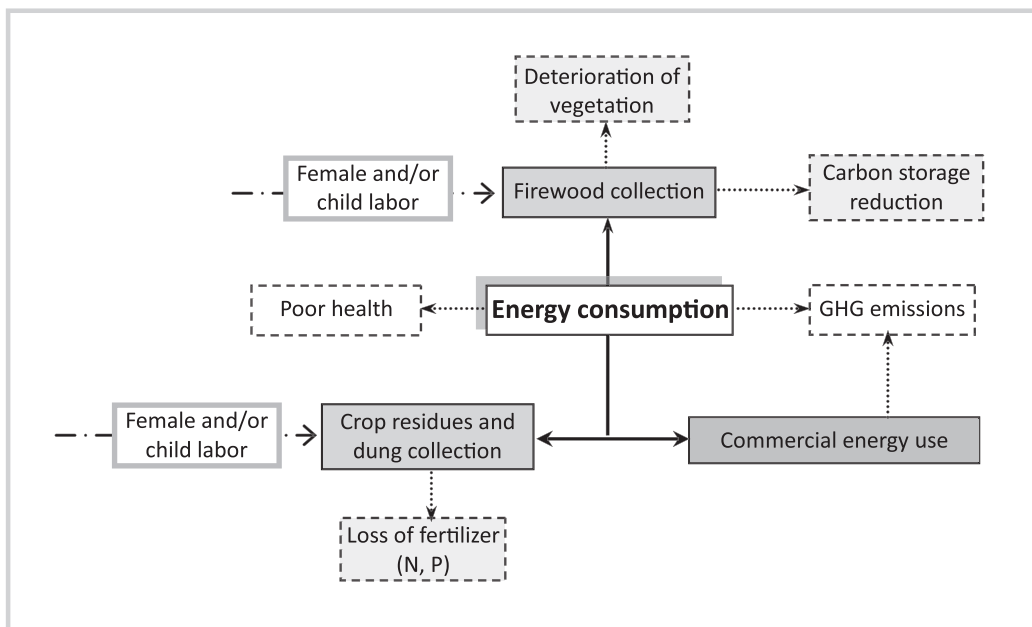 Deterioration of
vegetation
Female and/or
child labor
Firewood collection
Carbon storage
reduction
Poor health
Energy consumption
GHG emissions
Female and/or
child labor
Crop residues and
dung collection
Commercial energy use
Loss of fertilizer
(N, P)